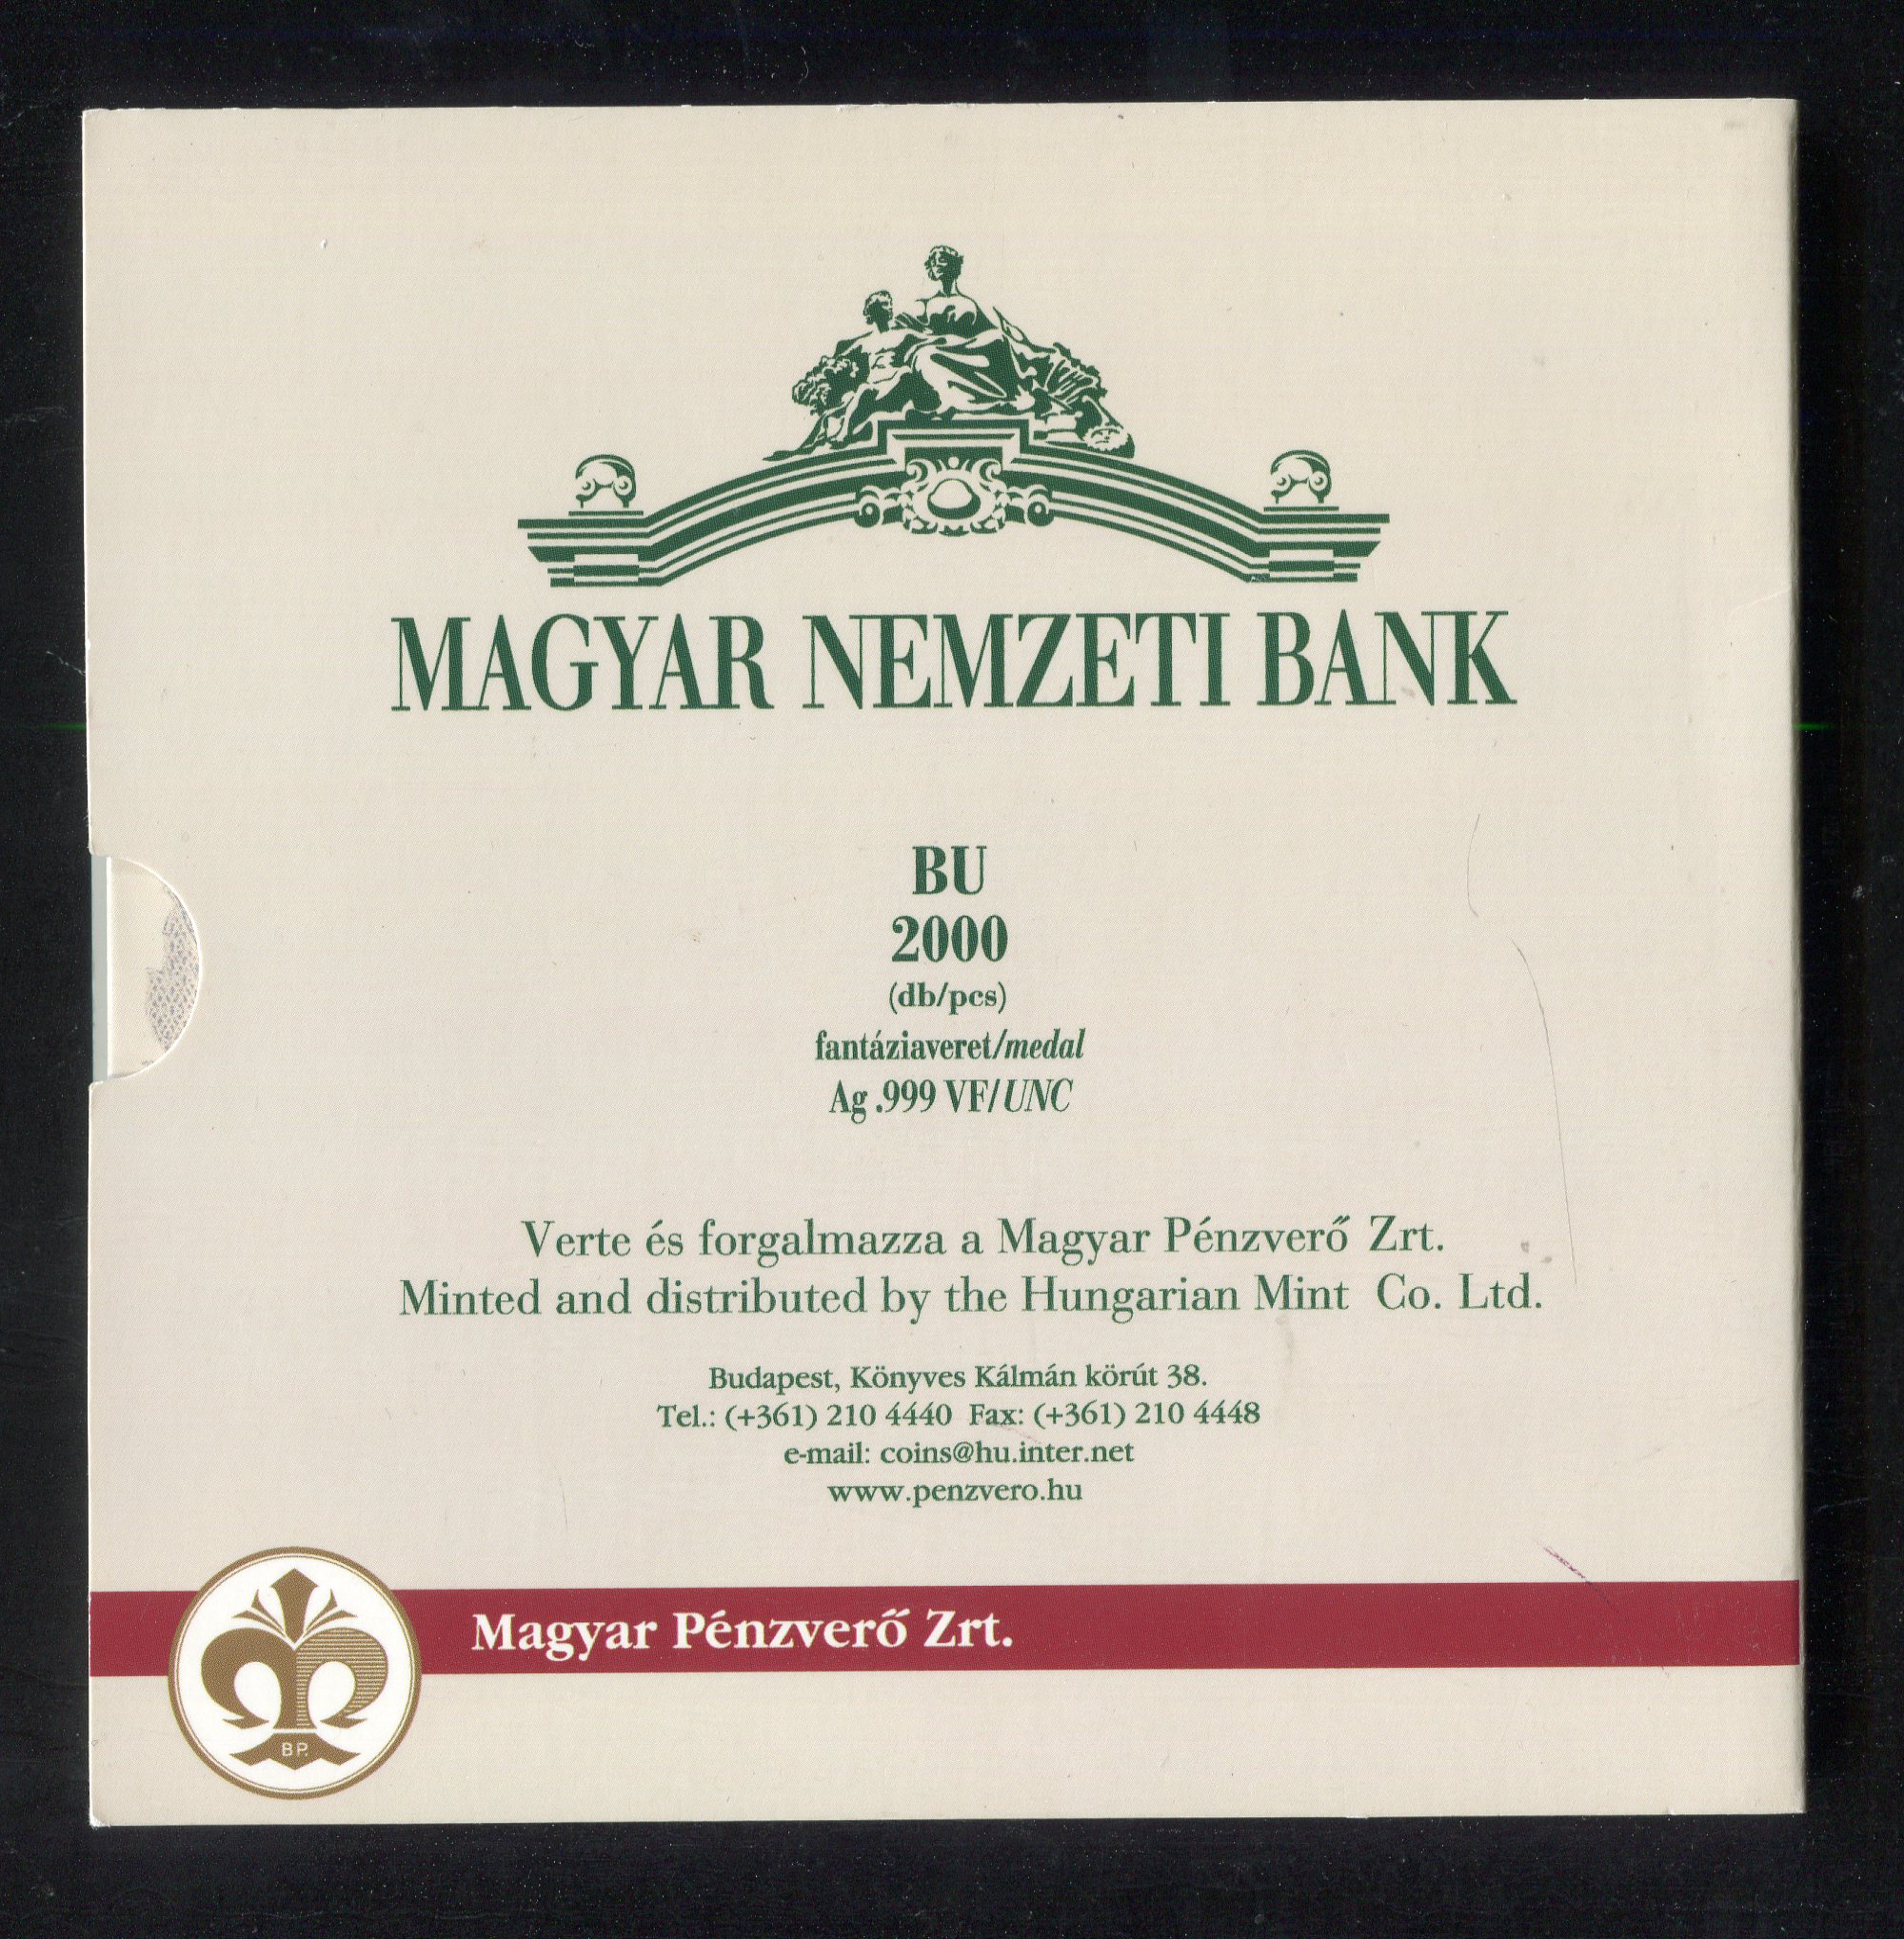 MAGYAR NEMZETI BANK
BU
2000
(db/pcs)
fantáziaveret/medal
Ag .999 VF/UNC
Verte és forgalmazza a Magyar Pénzverő Zrt.
Minted and distributed by the Hungarian Mint Co. Ltd.
Budapest, Könyves Kálmán körút 38.
Tel.: (+361) 210 4440 Fax: (+361) 210 4448
e-mail: coins@hu.inter.net
www.penzvero.hu
Magyar Pénzverő Zrt.
BP.